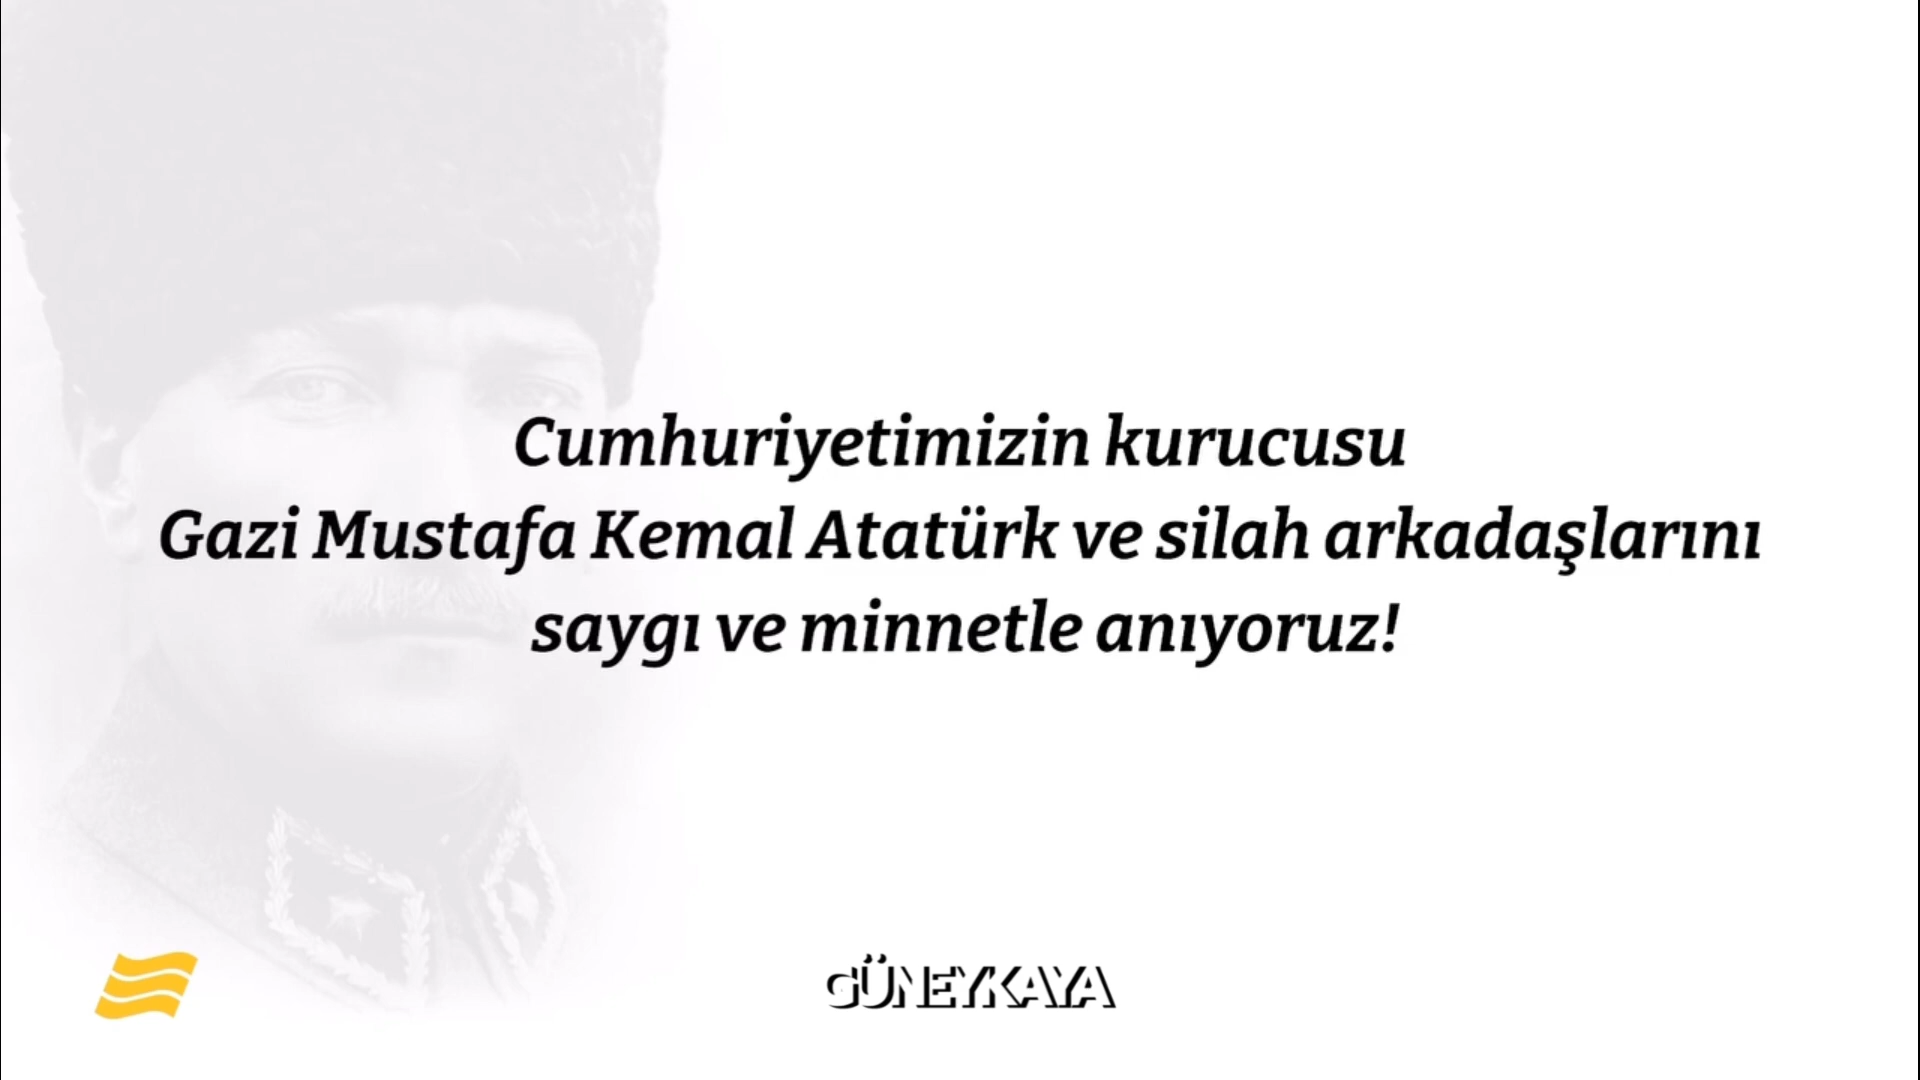 Cumhuriyetimizin kurucusu
Gazi Mustafa Kemal Atatürk ve silah arkadaşlarını
saygı ve minnetle anıyoruz!
GÜNEYKAYA